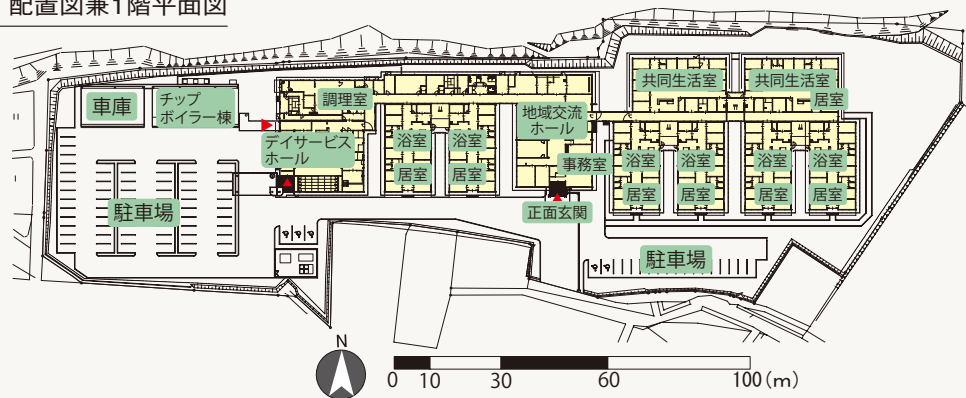 配置図兼1階平面図
車庫
チップ
ボイラー棟
調理室
デイサービス
ホール
駐車場
浴室
浴室
居室
居室
地域交流
ホール
事務室
正面玄関
共同生活室
共同生活室
居室
浴室
浴室
浴室
浴室
居室
居室
居室
居室
駐車場
N
0 10 30 60 100(m)